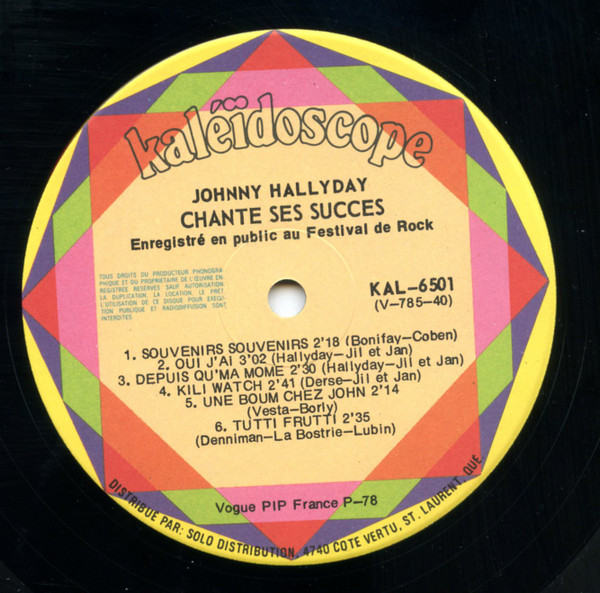 kaléïdoscope
JOHNNY HALLYDAY
CHANTE SES SUCCES
Enregistré en public au Festival de Rock
TOUS DROITS DU PRODUCTEUR PHONOGRA-
PHIQUE ET DU PROPRIETAIRE DE L'ŒUVRE EN-
REGISTREE RESERVES SAUF AUTORISATION
LA DUPLICATION, LA LOCATION, LE PRÊT
L'UTILISATION DE CE DISQUE POUR EXECU-
TION PUBLIQUE ET RADIODIFFUSION SONT
INTERDITES
KAL-6501
(V-785-40)
1. SOUVENIRS SOUVENIRS 2'18 (Bonifay-Coben)
2. OUI J'AI 3'02 (Hallyday-Jil et Jan)
3. DEPUIS QU'MA MOME 2'30 (Hallyday-Jil et Jan)
4. KILI WATCH 2'41 (Derse-Jil et Jan)
5. UNE BOUM CHEZ JOHN 2'14
(Vesta-Borly)
6. TUTTI FRUTTI 2'35
(Denniman-La Bostrie-Lubin)
Vogue PIP France P-78
DISTRIBUÉ PAR: SOLO DISTRIBUTION, 4740 COTE VERTU, ST. LAURENT, QUE.